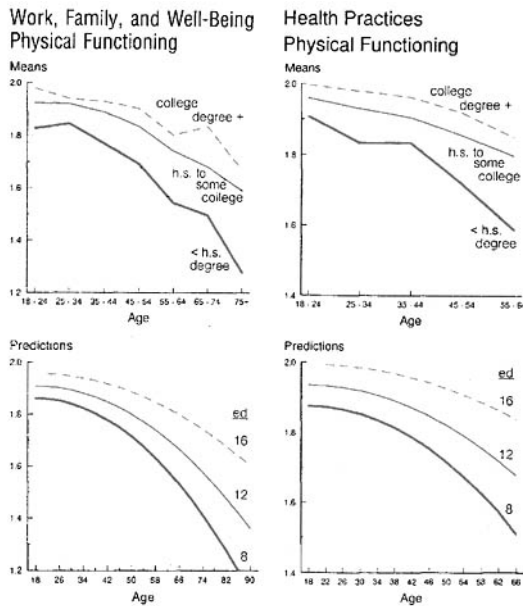 Work, Family, and Well-Being
Physical Functioning
Means
2.0
1.8
1.6
1.4
1.2
college
degree +
h.s. to
some
college
< h.s.
degree
18 - 24 25 - 34 35 - 44 45 - 54 55 - 64 65 - 74 75+
Age
Health Practices
Physical Functioning
Means
2.0
1.8
1.6
1.4
college
degree +
h.s. to
some
college
< h.s.
degree
18 - 24 25 - 34 35 - 44 45 - 54 55 - 64
Age
Predictions
2.0
1.8
1.6
1.4
1.2
ed
16
12
8
18 26 34 42 50 58 66 74 82 90
Age
Predictions
2.0
1.8
1.6
1.4
ed
16
12
8
18 22 26 30 34 38 42 46 50 54 58 62 66
Age